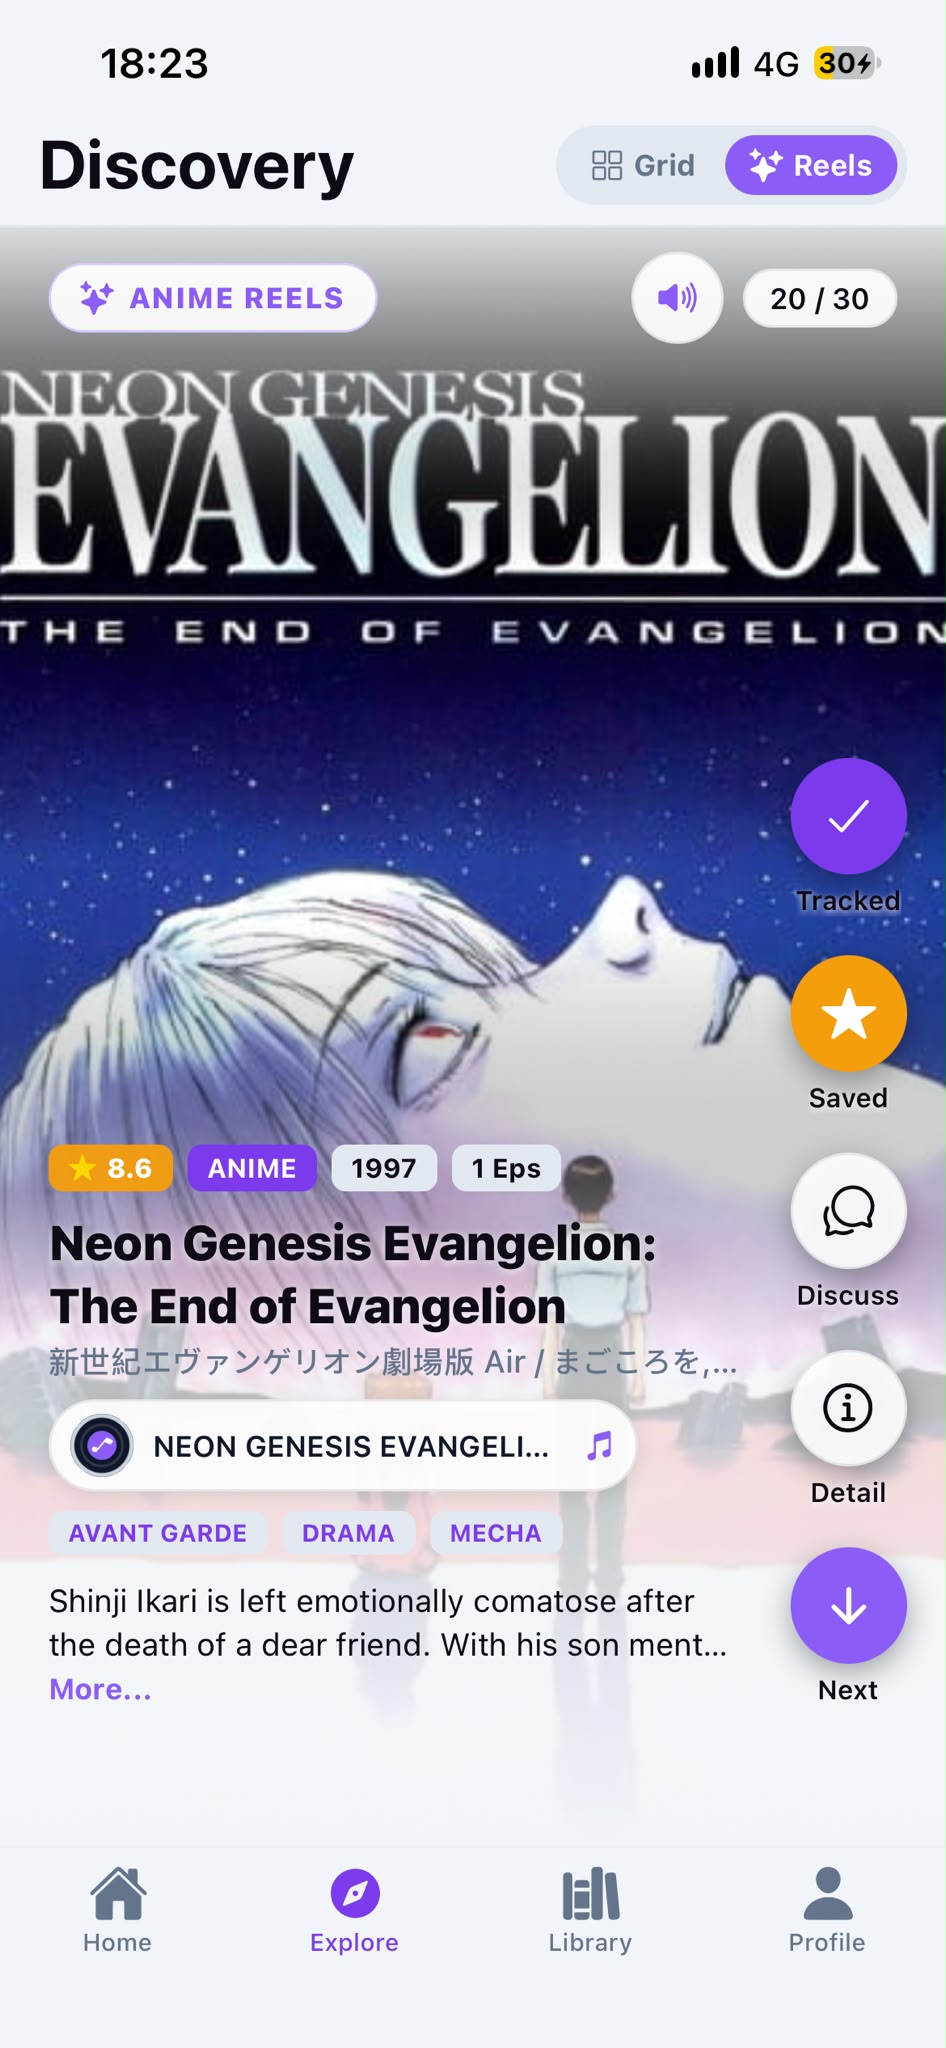 18:23
4G
30
Discovery
Grid
Reels
ANIME REELS
20 / 30
NEON GENESIS
EVANGELION
THE END OF EVANGELION
Tracked
Saved
8.6
ANIME
1997
1 Eps
Neon Genesis Evangelion:
The End of Evangelion
新世紀エヴァンゲリオン劇場版 Air / まごころを,...
Discuss
NEON GENESIS EVANGELI...
Detail
AVANT GARDE
DRAMA
MECHA
Shinji Ikari is left emotionally comatose after
the death of a dear friend. With his son ment...
More...
Next
Home
Explore
Library
Profile